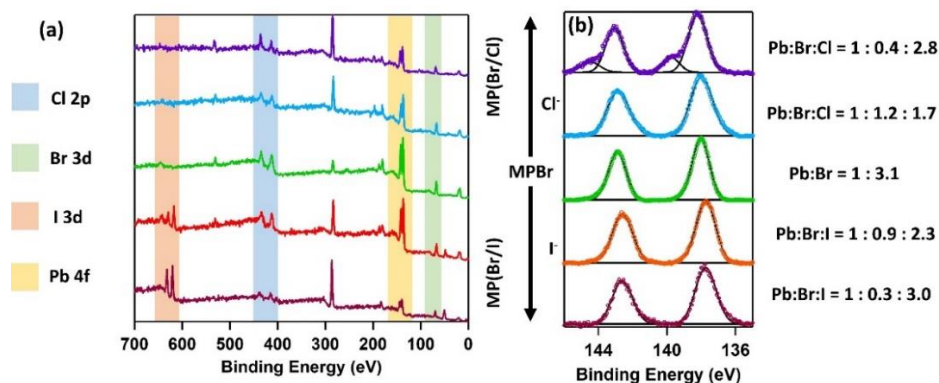 (a)
Cl 2p
Br 3d
I 3d
Pb 4f
700 600 500 400 300 200 100 0
Binding Energy (eV)
(b)
MP(Br/Cl)
Cl-
MPBr
I-
MP(Br/I)
144 140 136
Binding Energy (eV)
Pb:Br:Cl = 1 : 0.4 : 2.8
Pb:Br:Cl = 1 : 1.2 : 1.7
Pb:Br = 1 : 3.1
Pb:Br:I = 1 : 0.9 : 2.3
Pb:Br:I = 1 : 0.3 : 3.0